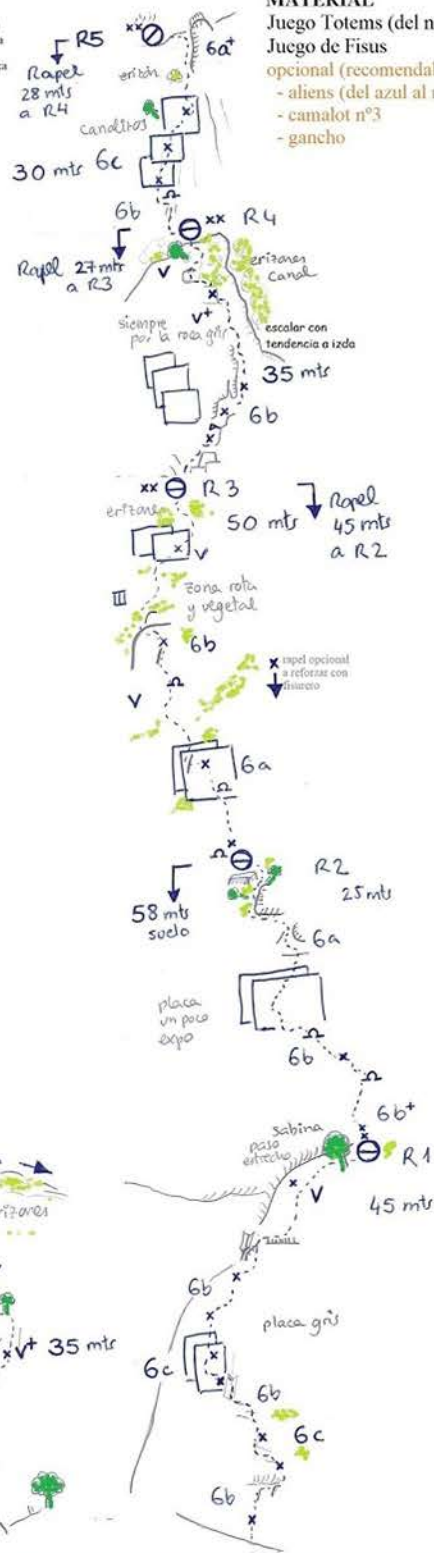 MATERIAL
Juego Totems (del n
Juego de Fisus
opcional (recomendal
- aliens (del azul al r
- camalot nº3
- gancho
R5
6a+
Rapel
28 mts
a R4
erizón
canalizos
30 mts 6c
6b
R4
Rapel 27 mts
a R3
V
V+
erizones
canal
siempre
por la roca gris
escalar con
tendencia a izda
35 mts
6b
R3
erizones
50 mts
Rapel
45 mts
a R2
V
III
zona rota
y vegetal
6b
rapel opcional
a reforzar con
fisurero
V
6a
R2
25 mts
58 mts
suelo
6a
placa
un poco
expo
6b
6b+
sabina
paso
estrecho
R1
V
45 mts
rizones
6b
placa gris
V+ 35 mts
6c
6b
6c
6b